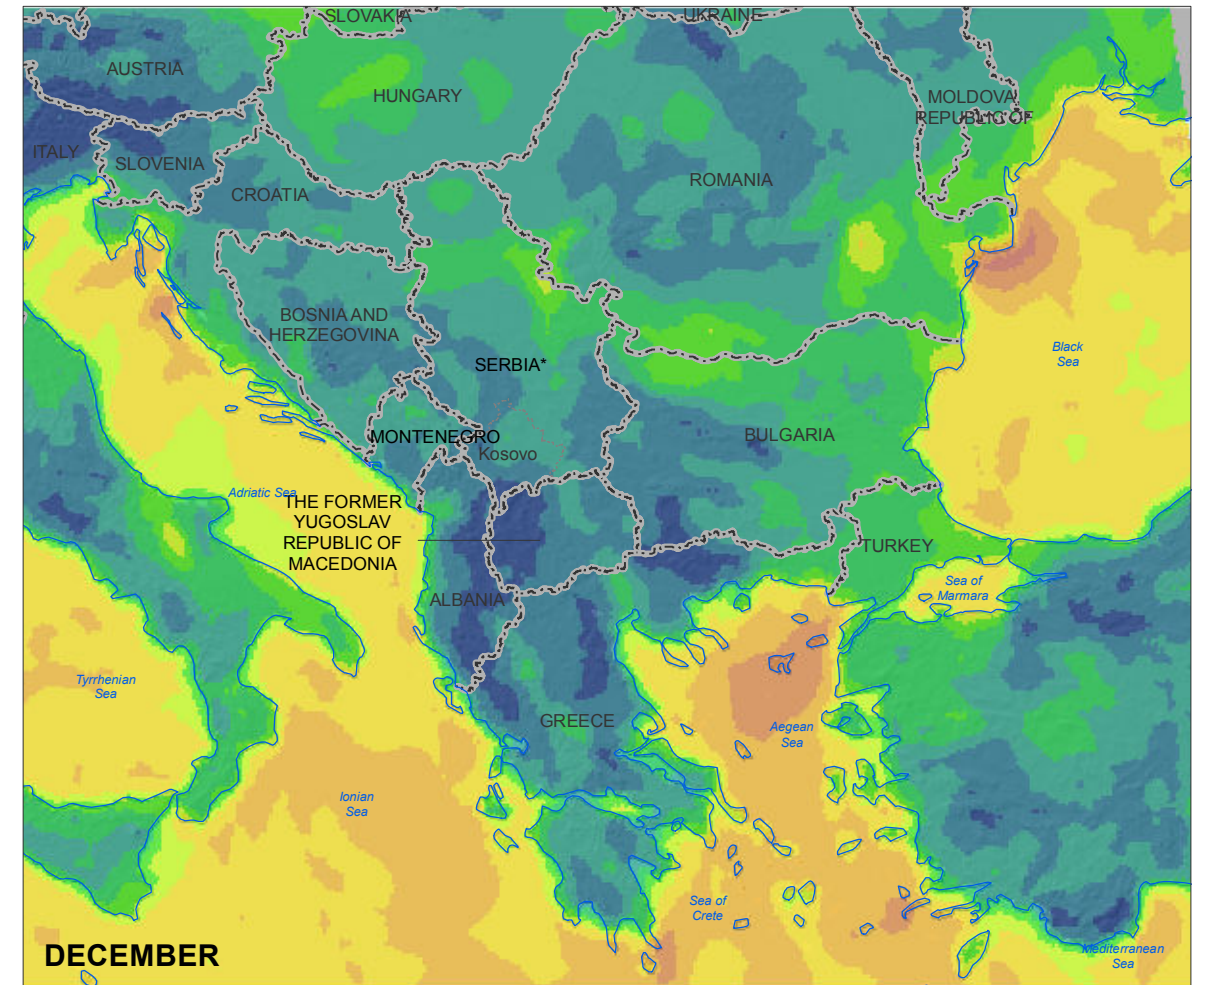 SLOVAKIA
UKRAINE
AUSTRIA
HUNGARY
MOLDOVA,
REPUBLIC OF
ITALY
SLOVENIA
CROATIA
ROMANIA
BOSNIA AND
HERZEGOVINA
SERBIA*
Black
Sea
MONTENEGRO
Kosovo
BULGARIA
Adriatic Sea
THE FORMER
YUGOSLAV
REPUBLIC OF
MACEDONIA
TURKEY
Sea of
Marmara
ALBANIA
Tyrrhenian
Sea
GREECE
Aegean
Sea
Ionian
Sea
Sea of
Crete
DECEMBER
Mediterranean
Sea